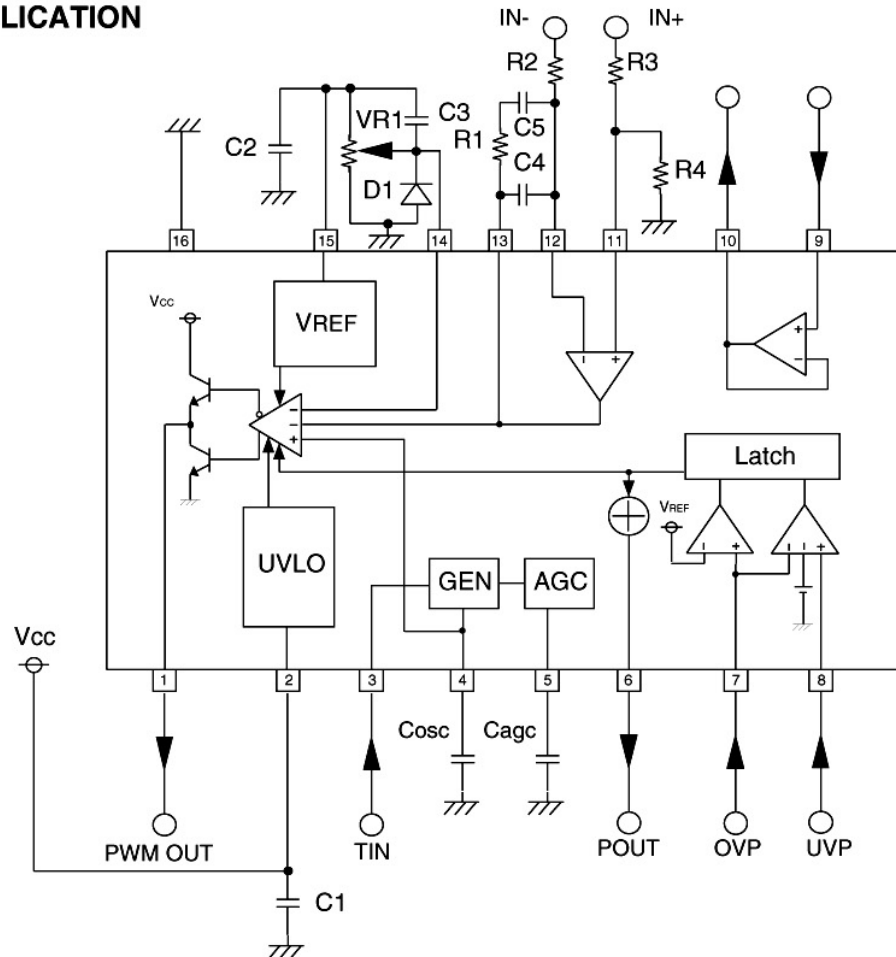 LICATION
IN-
IN+
R2
R3
VR1
C3
R1
C5
C2
C4
R4
D1
16
15
14
13
12
11
10
9
Vcc
VREF
Latch
VREF
UVLO
GEN
AGC
Vcc
1
2
3
4
5
6
7
8
Cosc
Cagc
PWM OUT
TIN
POUT
OVP
UVP
C1